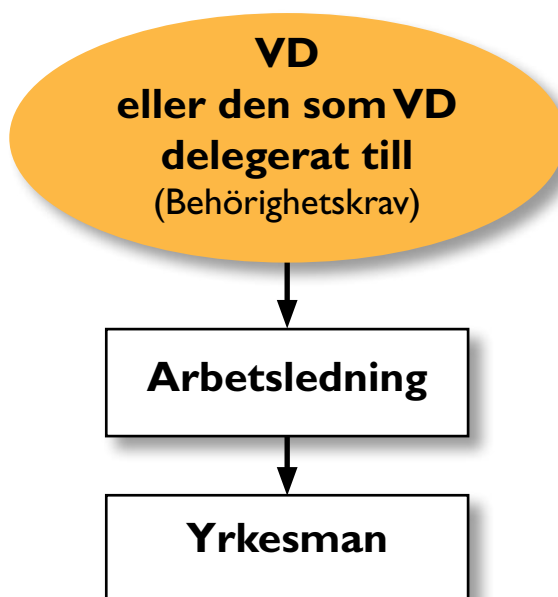 VD
eller den som VD
delegerat till
(Behörighetskrav)
Arbetsledning
Yrkesman